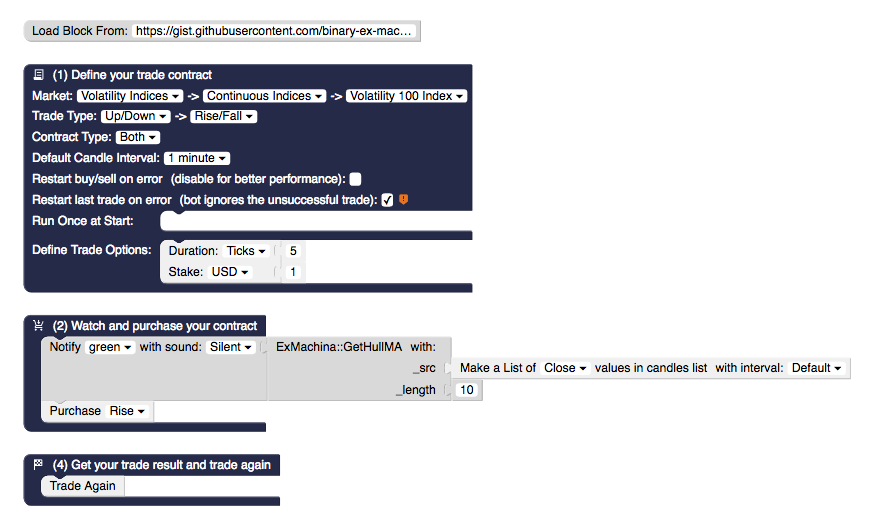 Load Block From: https://gist.githubusercontent.com/binary-ex-mac...
(1) Define your trade contract
Market: Volatility Indices -> Continuous Indices -> Volatility 100 Index
Trade Type: Up/Down -> Rise/Fall
Contract Type: Both
Default Candle Interval: 1 minute
Restart buy/sell on error (disable for better performance):
Restart last trade on error (bot ignores the unsuccessful trade):
Run Once at Start:
Define Trade Options: Duration: Ticks 5
Stake: USD 1
(2) Watch and purchase your contract
Notify green with sound: Silent ExMachina::GetHullMA with:
_src Make a List of Close values in candles list with interval: Default
_length 10
Purchase Rise
(4) Get your trade result and trade again
Trade Again